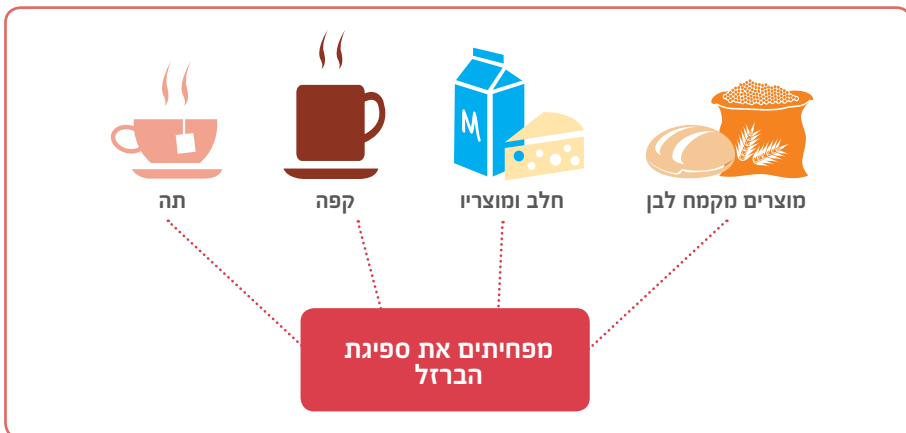 מוצרים מקמח לבן
חלב ומוצריו
קפה
תה
M
מפחיתים את ספיגת
הברזל